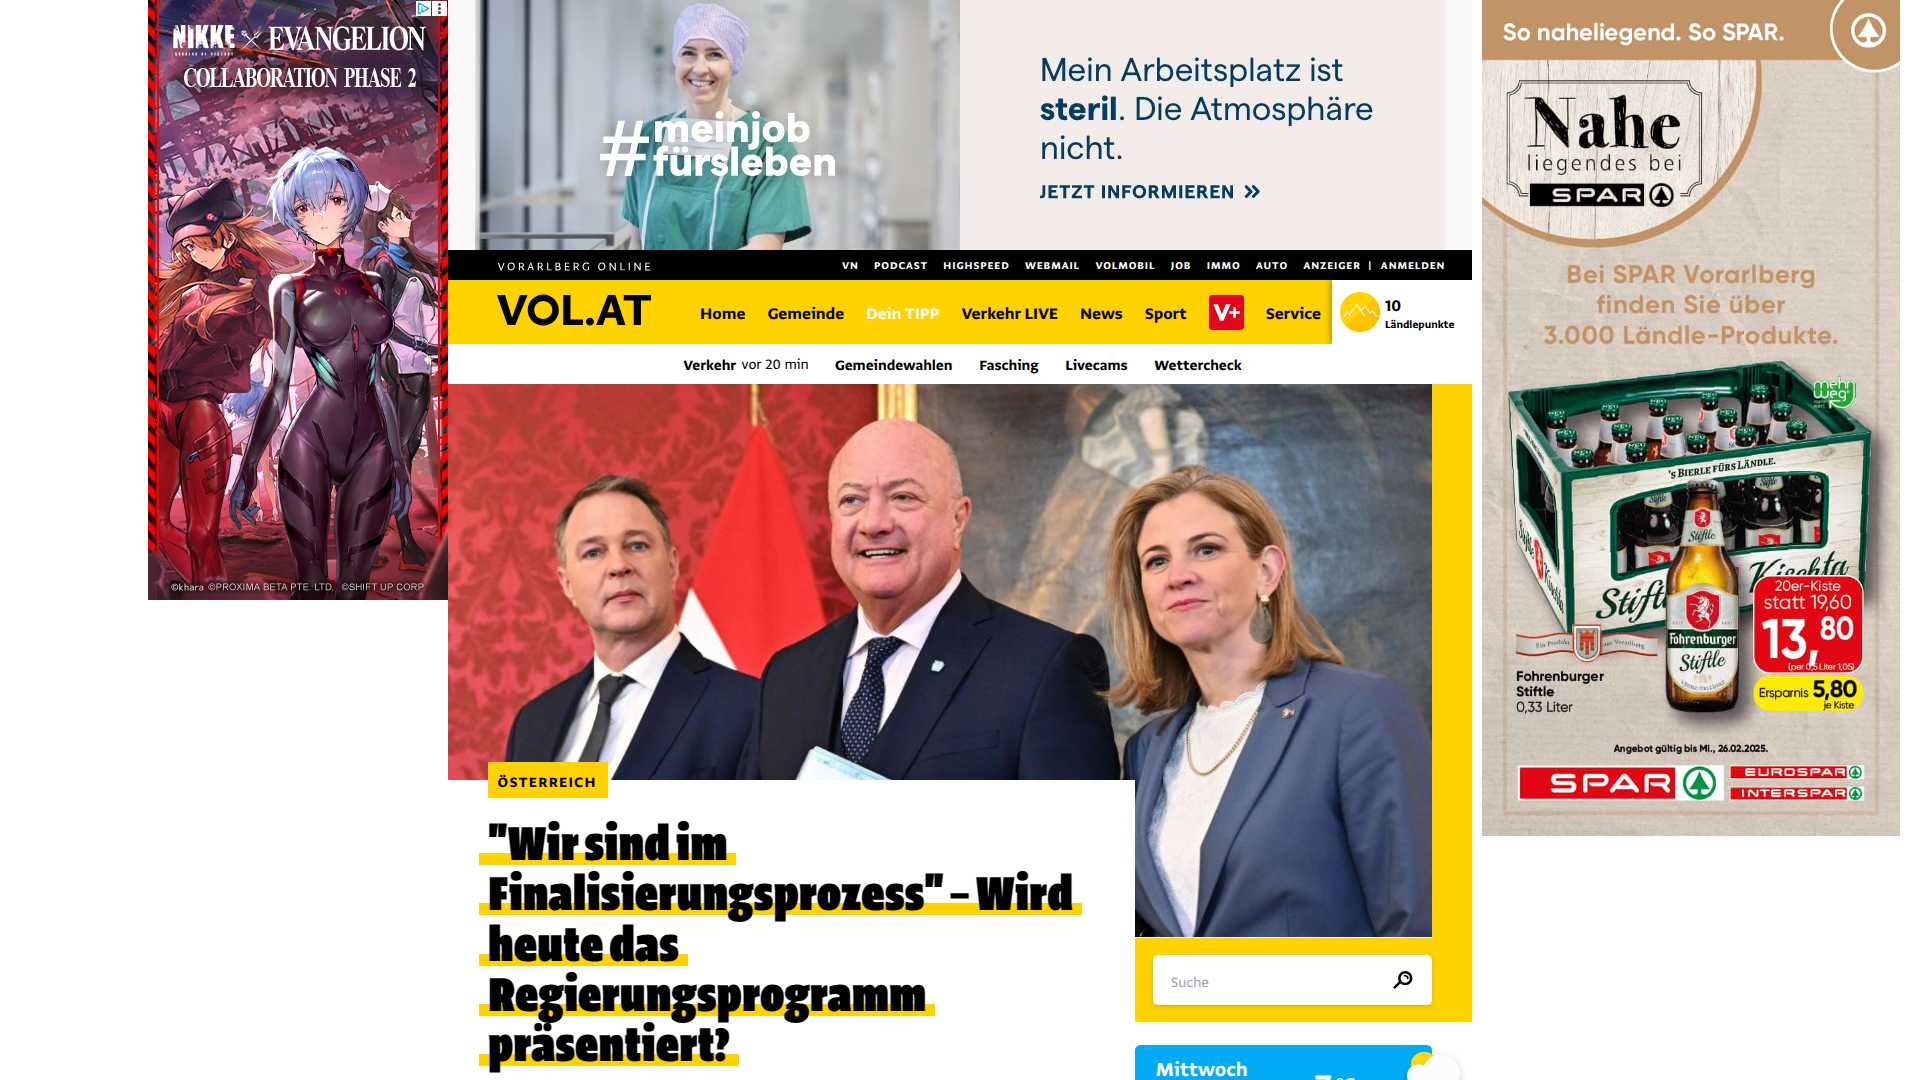 NIKKE
EVANGELION
COLLABORATION PHASE 2
©khara ©PROXIMA BETA PTE. LTD. ©SHIFT UP CORP
#meinjob
fürsleben
Mein Arbeitsplatz ist
steril. Die Atmosphäre
nicht.
JETZT INFORMIEREN
VORARLBERG ONLINE
VN PODCAST HIGHSPEED WEBMAIL VOLMOBIL JOB IMMO AUTO ANZEIGER | ANMELDEN
VOL.AT
Home Gemeinde Dein TIPP Verkehr LIVE News Sport V+ Service
10
Ländlepunkte
Verkehr vor 20 min Gemeindewahlen Fasching Livecams Wettercheck
ÖSTERREICH
"Wir sind im
Finalisierungsprozess" – Wird
heute das
Regierungsprogramm
präsentiert?
Suche
Mittwoch
So naheliegend. So SPAR.
Nahe
liegendes bei
SPAR
Bei SPAR Vorarlberg
finden Sie über
3.000 Ländle-Produkte.
mehr
weg
's BIERLE FÜRS LÄNDLE.
Kischta
20er-Kiste
statt 19,60
13,80
(per 0,5 Liter 1,05)
Ersparnis 5,80
je Kiste
Ein Produkt aus Vorarlberg
Fohrenburger
Stiftle
Fohrenburger
Stiftle
0,33 Liter
Angebot gültig bis Mi., 26.02.2025.
SPAR
EUROSPAR
INTERSPAR